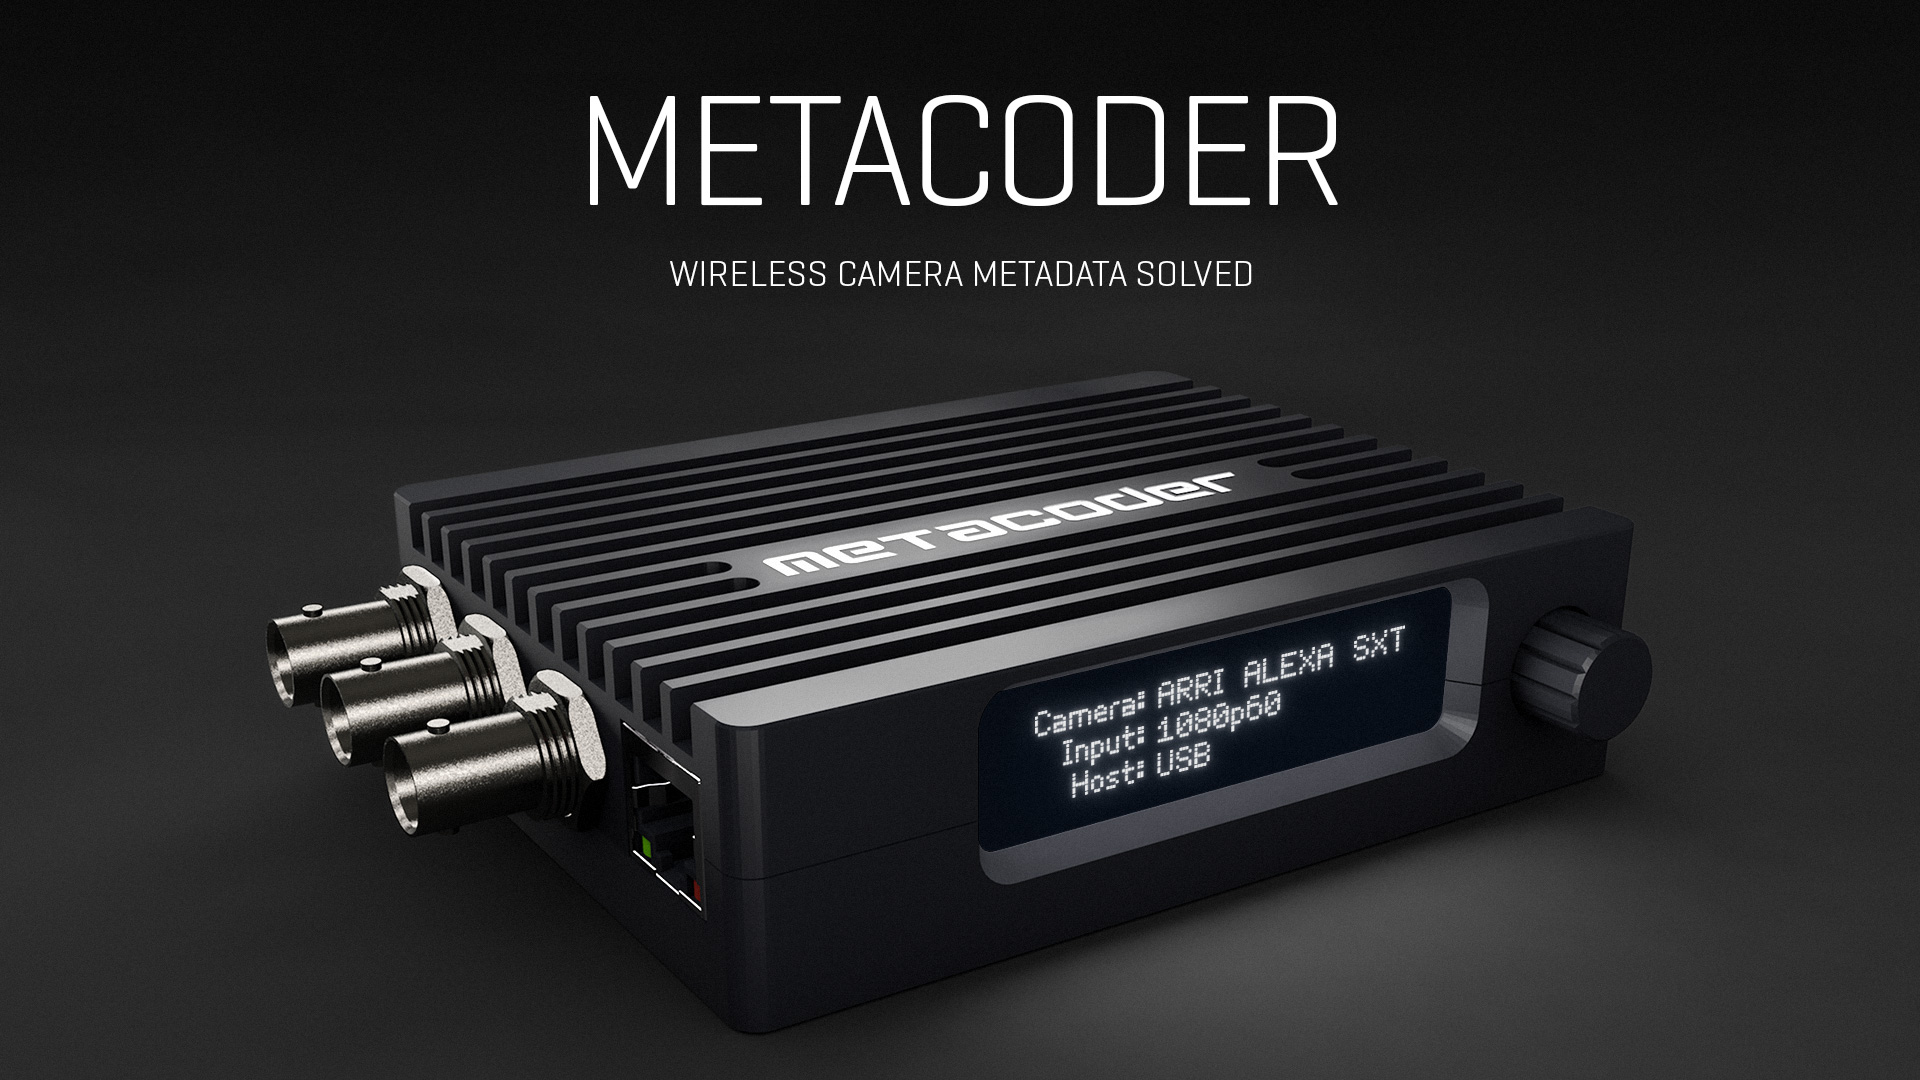 METACODER
WIRELESS CAMERA METADATA SOLVED
metacoder
Camera: ARRI ALEXA SXT
Input: 1080p60
Host: USB